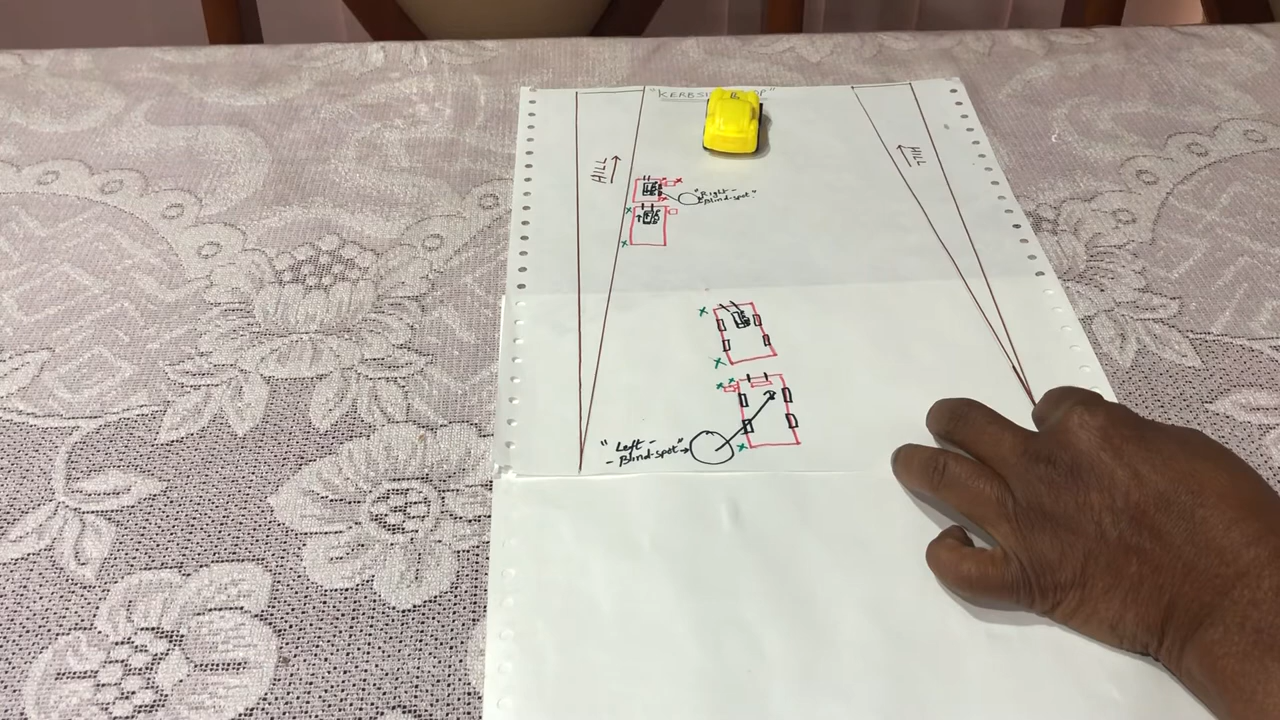 HILL
HILL
"Right-
Blind-spot"
"Left-
-Blind-spot"